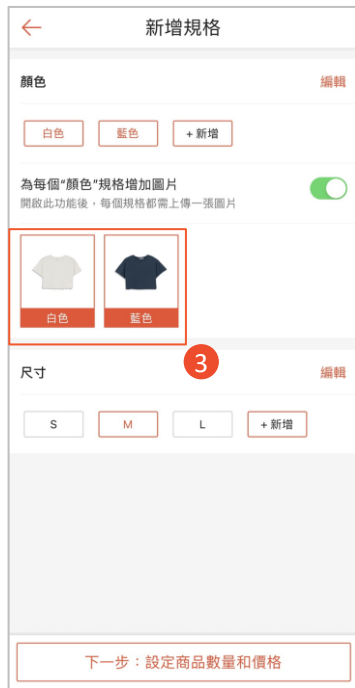 新增規格
顏色
編輯
白色
藍色
+ 新增
為每個“顏色”規格增加圖片
開啟此功能後，每個規格都需上傳一張圖片
白色
藍色
3
尺寸
編輯
S
M
L
+ 新增
下一步：設定商品數量和價格